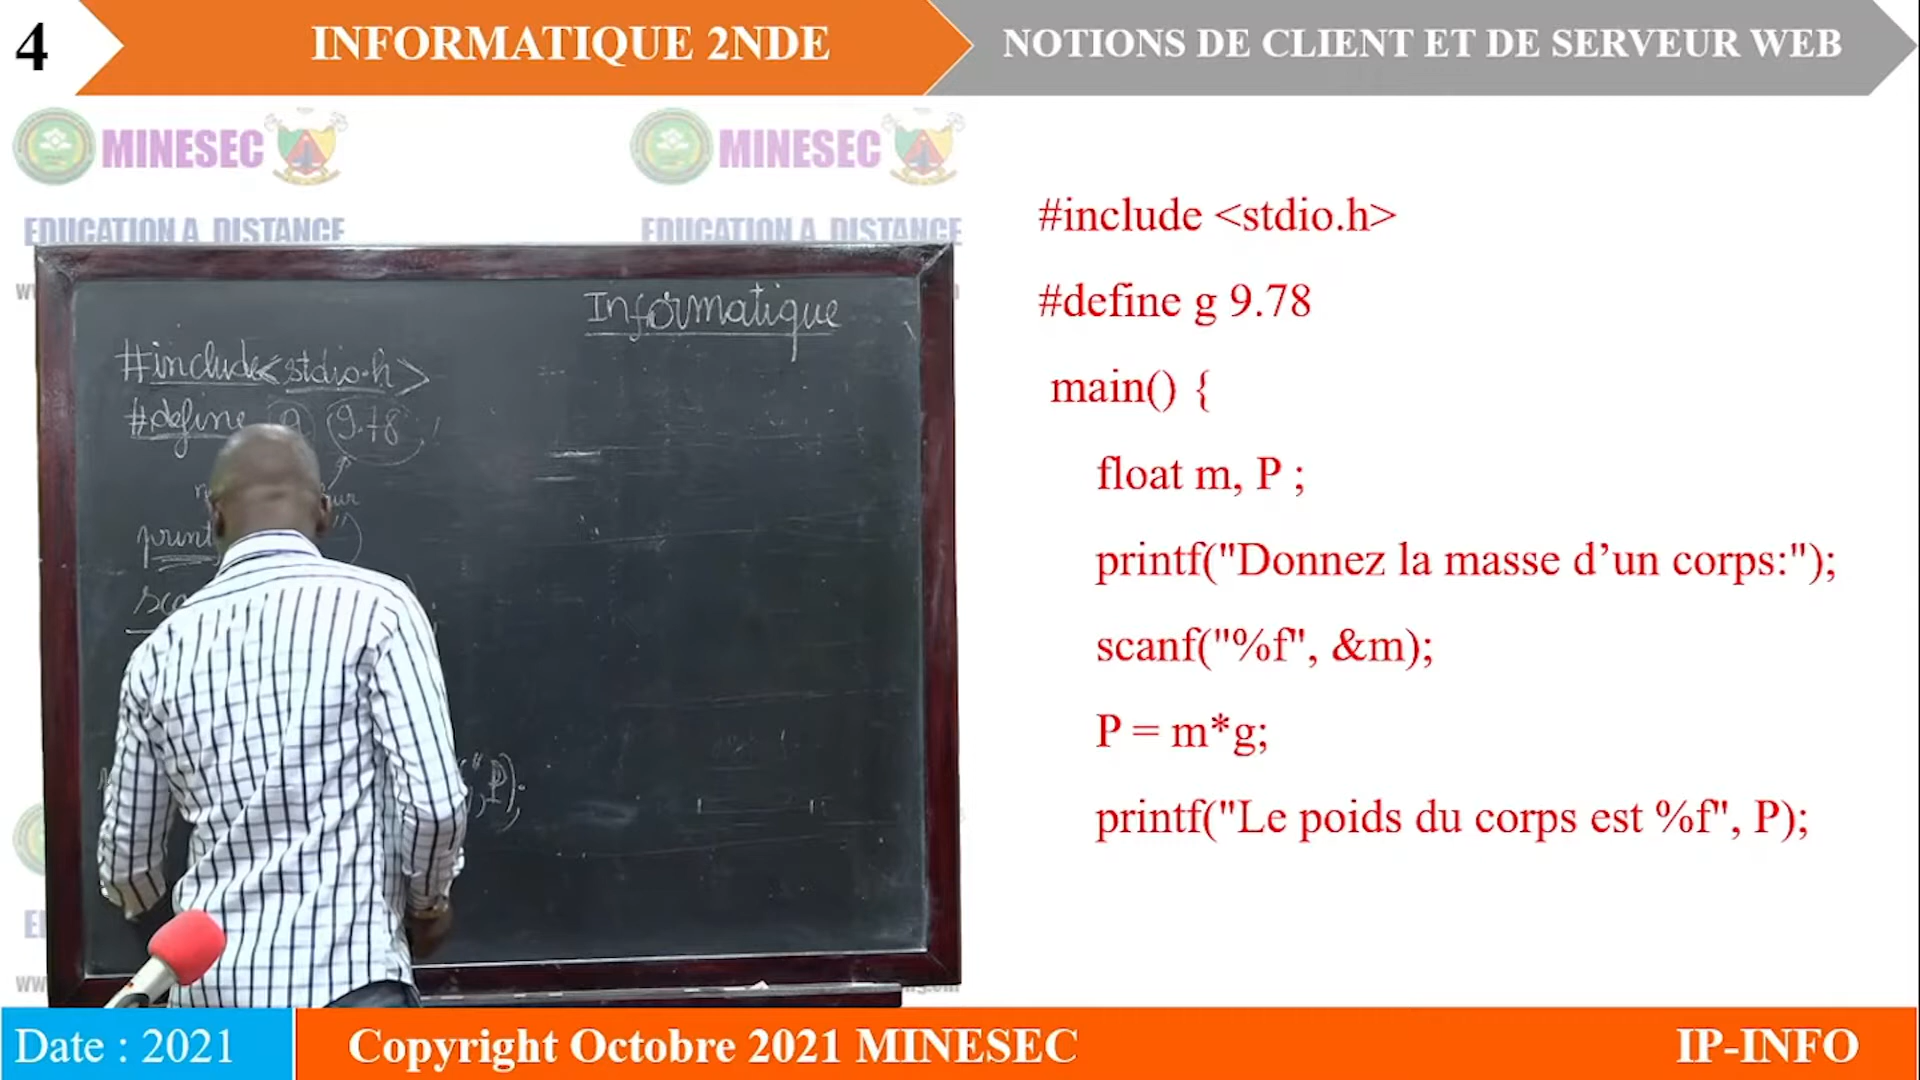 4
INFORMATIQUE 2NDE
NOTIONS DE CLIENT ET DE SERVEUR WEB
MINESEC
MINESEC
EDUCATION A DISTANCE
EDUCATION A DISTANCE
Informatique
#include<stdio.h>
#define g 9.78
print ")
sca
" ,P);
#include <stdio.h>
#define g 9.78
main() {
float m, P ;
printf("Donnez la masse d’un corps:");
scanf("%f", &m);
P = m*g;
printf("Le poids du corps est %f", P);
Date : 2021
Copyright Octobre 2021 MINESEC
IP-INFO